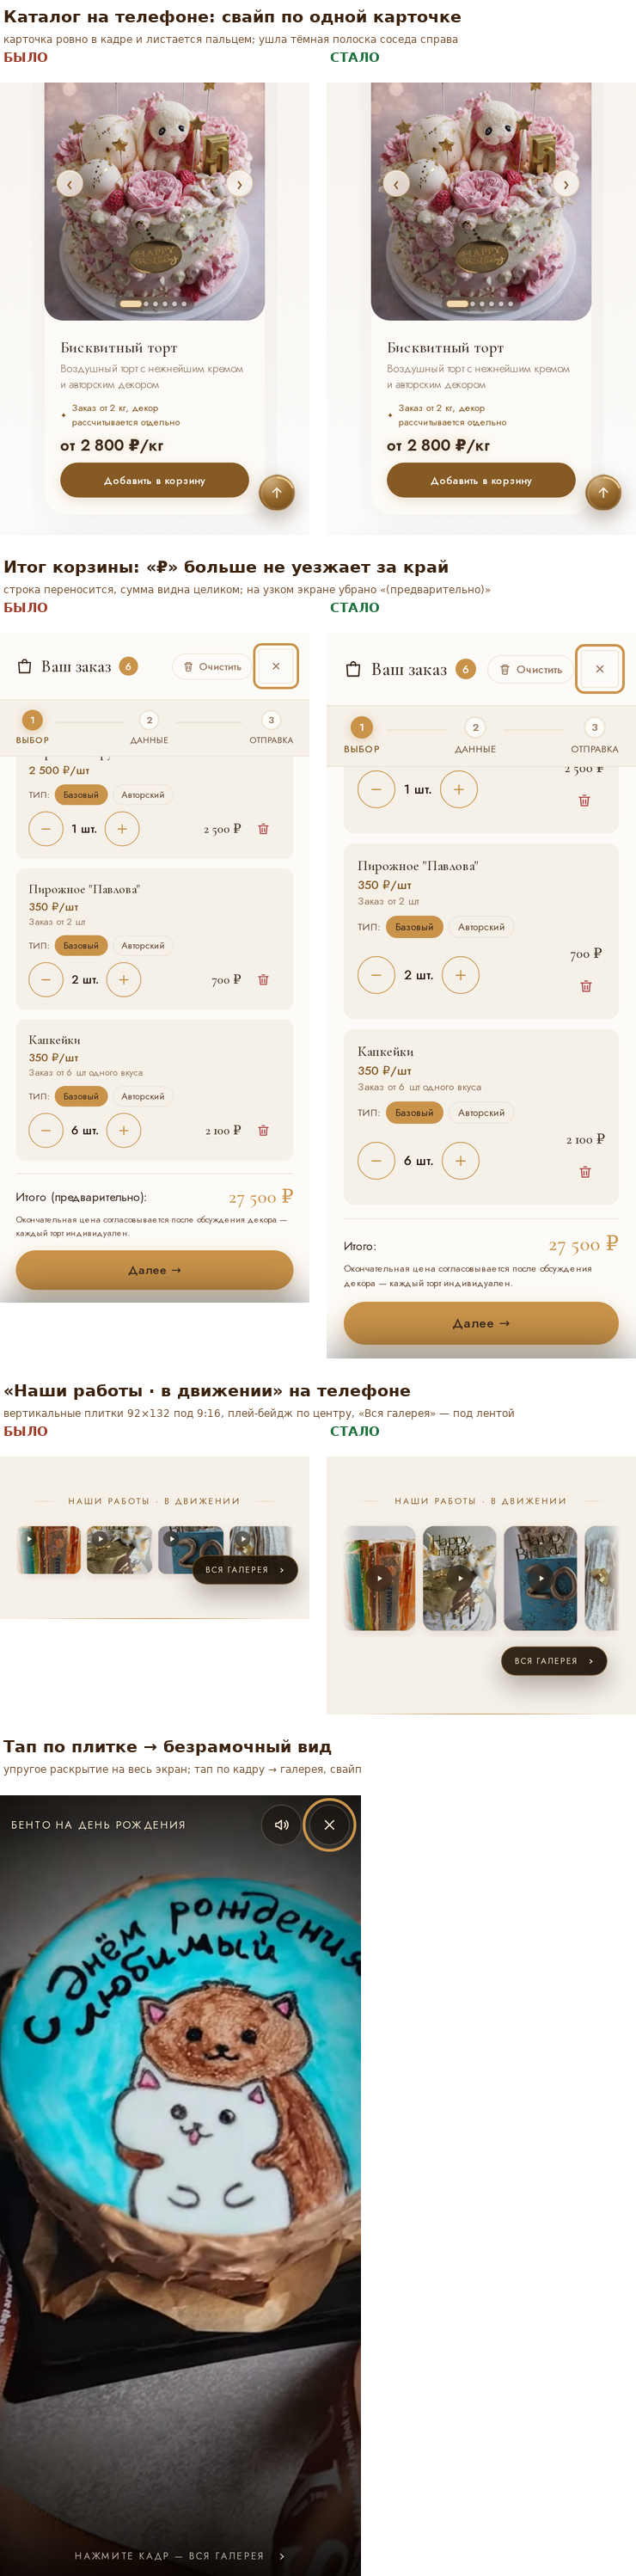 Каталог на телефоне: свайп по одной карточке
карточка ровно в кадре и листается пальцем; ушла тёмная полоска соседа справа
БЫЛО
СТАЛО
HAPPY Birthday
Бисквитный торт
Воздушный торт с нежнейшим кремом
и авторским декором
Заказ от 2 кг, декор
рассчитывается отдельно
от 2 800 ₽/кг
Добавить в корзину
HAPPY Birthday
Бисквитный торт
Воздушный торт с нежнейшим кремом
и авторским декором
Заказ от 2 кг, декор
рассчитывается отдельно
от 2 800 ₽/кг
Добавить в корзину
Итог корзины: «₽» больше не уезжает за край
строка переносится, сумма видна целиком; на узком экране убрано «(предварительно)»
БЫЛО
СТАЛО
Ваш заказ 6 Очистить ×
1 2 3
ВЫБОР ДАННЫЕ ОТПРАВКА
2 500 ₽/шт
ТИП: Базовый Авторский
− 1 шт. + 2 500 ₽
Пирожное "Павлова"
350 ₽/шт
Заказ от 2 шт
ТИП: Базовый Авторский
− 2 шт. + 700 ₽
Капкейки
350 ₽/шт
Заказ от 6 шт одного вкуса
ТИП: Базовый Авторский
− 6 шт. + 2 100 ₽
Итого (предварительно): 27 500 ₽
Окончательная цена согласовывается после обсуждения декора —
каждый торт индивидуален.
Далее →
Ваш заказ 6 Очистить ×
1 2 3
ВЫБОР ДАННЫЕ ОТПРАВКА
2 500 ₽
− 1 шт. +
Пирожное "Павлова"
350 ₽/шт
Заказ от 2 шт
ТИП: Базовый Авторский
700 ₽
− 2 шт. +
Капкейки
350 ₽/шт
Заказ от 6 шт одного вкуса
ТИП: Базовый Авторский
2 100 ₽
− 6 шт. +
Итого: 27 500 ₽
Окончательная цена согласовывается после обсуждения
декора — каждый торт индивидуален.
Далее →
«Наши работы · в движении» на телефоне
вертикальные плитки 92×132 под 9:16, плей-бейдж по центру, «Вся галерея» — под лентой
БЫЛО
СТАЛО
НАШИ РАБОТЫ · В ДВИЖЕНИИ
20
ВСЯ ГАЛЕРЕЯ ›
НАШИ РАБОТЫ · В ДВИЖЕНИИ
Happy Birthday
Happy Birthday
20
ВСЯ ГАЛЕРЕЯ ›
Тап по плитке → безрамочный вид
упругое раскрытие на весь экран; тап по кадру → галерея, свайп
БЕНТО НА ДЕНЬ РОЖДЕНИЯ
С Днём рождения
любимый
НАЖМИТЕ КАДР — ВСЯ ГАЛЕРЕЯ ›